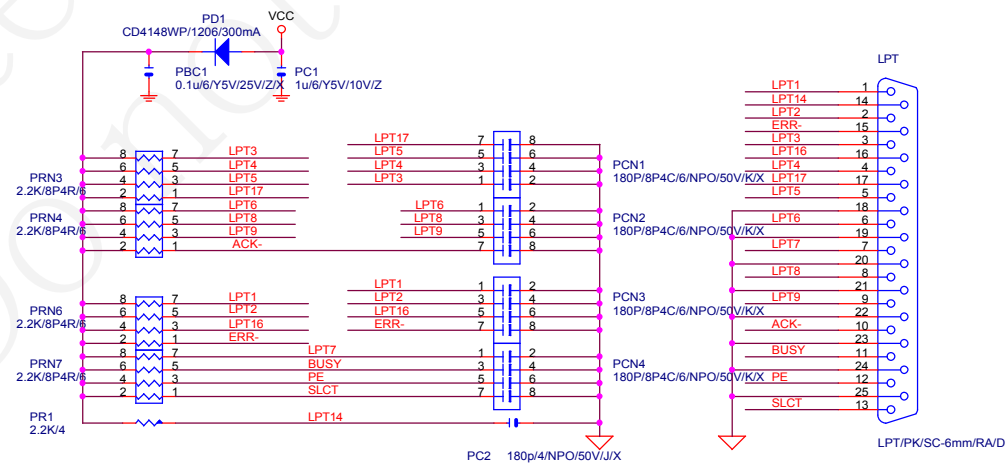 PD1
CD4148WP/1206/300mA
VCC
PBC1
0.1u/6/Y5V/25V/Z/X
PC1
1u/6/Y5V/10V/Z
PRN3
2.2K/8P4R/6
8 7 LPT3
6 5 LPT4
4 3 LPT5
2 1 LPT17
PRN4
2.2K/8P4R/6
8 7 LPT6
6 5 LPT8
4 3 LPT9
2 1 ACK-
PRN6
2.2K/8P4R/6
8 7 LPT1
6 5 LPT2
4 3 LPT16
2 1 ERR-
PRN7
2.2K/8P4R/6
8 7 LPT7
6 5 BUSY
4 3 PE
2 1 SLCT
PR1
2.2K/4
LPT14
LPT17 7 8
LPT5 5 6
LPT4 3 4
LPT3 1 2
PCN1
180P/8P4C/6/NPO/50V/K/X
LPT6 1 2
LPT8 3 4
LPT9 5 6
7 8
PCN2
180P/8P4C/6/NPO/50V/K/X
LPT1 1 2
LPT2 3 4
LPT16 5 6
ERR- 7 8
PCN3
180P/8P4C/6/NPO/50V/K/X
1 2
3 4
5 6
7 8
PCN4
180P/8P4C/6/NPO/50V/K/X
PC2
180p/4/NPO/50V/J/X
LPT
LPT1 1
LPT14 14
LPT2 2
ERR- 15
LPT3 3
LPT16 16
LPT4 4
LPT17 17
LPT5 5
18
LPT6 6
19
LPT7 7
20
LPT8 8
21
LPT9 9
22
ACK- 10
23
BUSY 11
24
PE 12
25
SLCT 13
LPT/PK/SC-6mm/RA/D